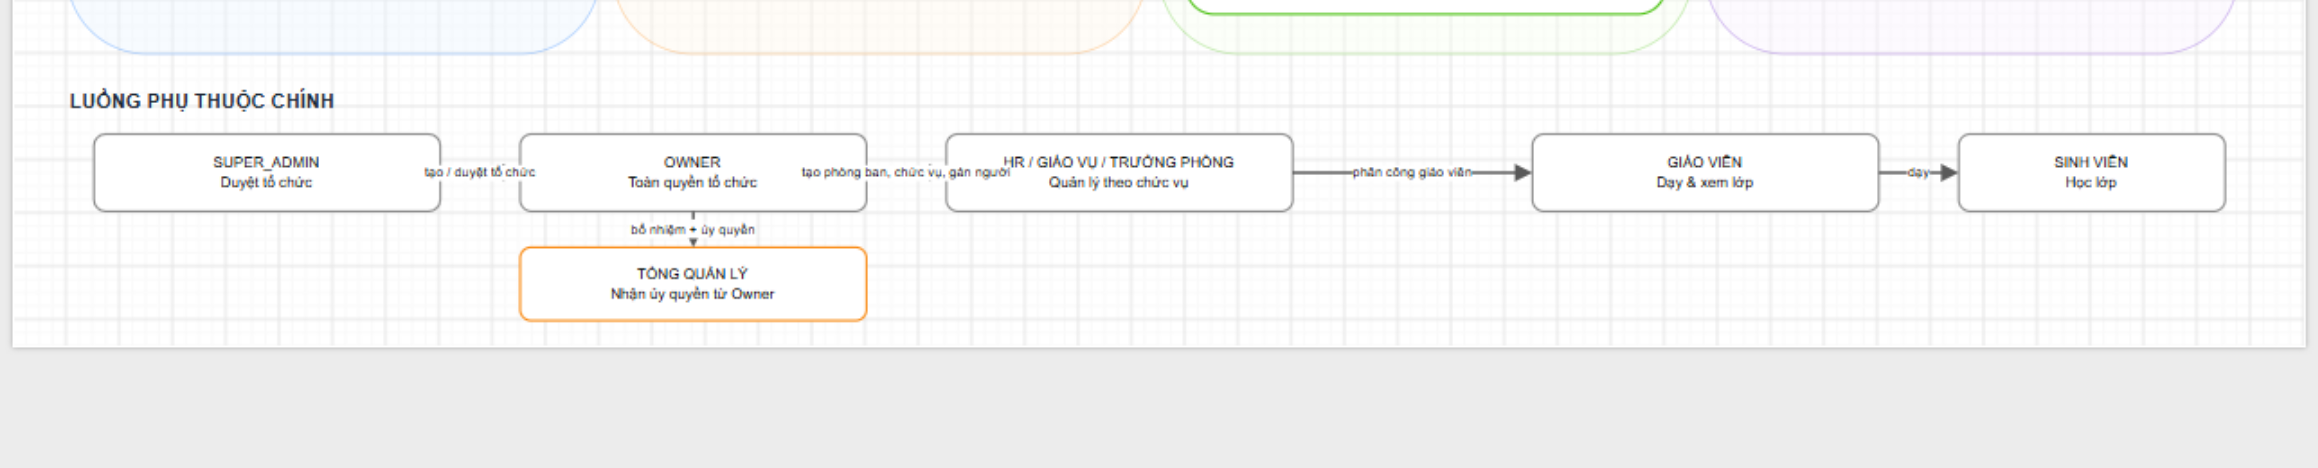 LUỒNG PHỤ THUỘC CHÍNH
SUPER_ADMIN
Duyệt tổ chức
tạo / duyệt tổ chức
OWNER
Toàn quyền tổ chức
tạo phòng ban, chức vụ, gán người
HR / GIÁO VỤ / TRƯỞNG PHÒNG
Quản lý theo chức vụ
phân công giáo viên
GIÁO VIÊN
Dạy & xem lớp
dạy
SINH VIÊN
Học lớp
bổ nhiệm + ủy quyền
TỔNG QUẢN LÝ
Nhận ủy quyền từ Owner